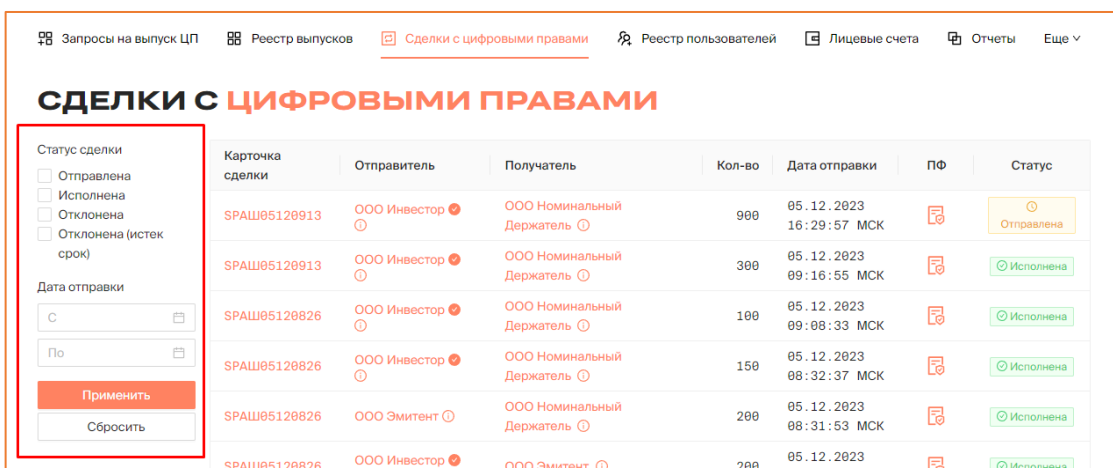 Запросы на выпуск ЦП Реестр выпусков Сделки с цифровыми правами Реестр пользователей Лицевые счета Отчеты Еще
СДЕЛКИ С ЦИФРОВЫМИ ПРАВАМИ
Статус сделки
Отправлена
Исполнена
Отклонена
Отклонена (истек
срок)
Дата отправки
С
По
Применить
Сбросить
Карточка
сделки
Отправитель
Получатель
Кол-во
Дата отправки
ПФ
Статус
SPAШ05120913
ООО Инвестор
ООО Номинальный
Держатель
900
05.12.2023
16:29:57 МСК
Отправлена
SPAШ05120913
ООО Инвестор
ООО Номинальный
Держатель
300
05.12.2023
09:16:55 МСК
Исполнена
SPAШ05120826
ООО Инвестор
ООО Номинальный
Держатель
100
05.12.2023
09:08:33 МСК
Исполнена
SPAШ05120826
ООО Инвестор
ООО Номинальный
Держатель
150
05.12.2023
08:32:37 МСК
Исполнена
SPAШ05120826
ООО Эмитент
ООО Номинальный
Держатель
200
05.12.2023
08:31:53 МСК
Исполнена
SPAШ05120826
ООО Инвестор
ООО Эмитент
200
05.12.2023
Исполнена